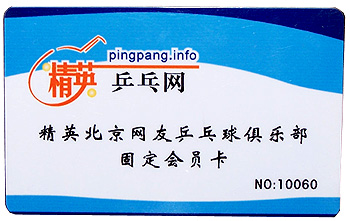 pingpang.info
精英 乒乓网
精英北京网友乒乓球俱乐部
固定会员卡
NO:10060